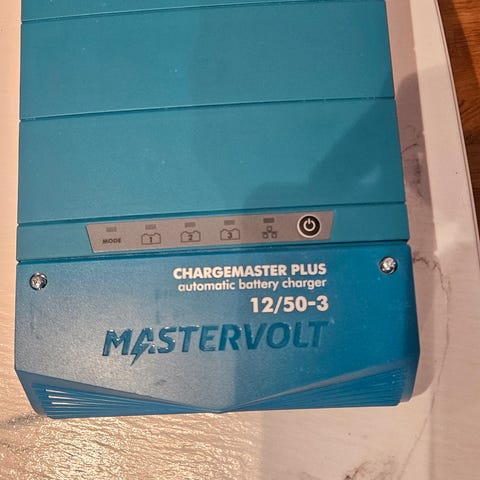 MODE 1 2 3
CHARGEMASTER PLUS
automatic battery charger
12/50-3
MASTERVOLT